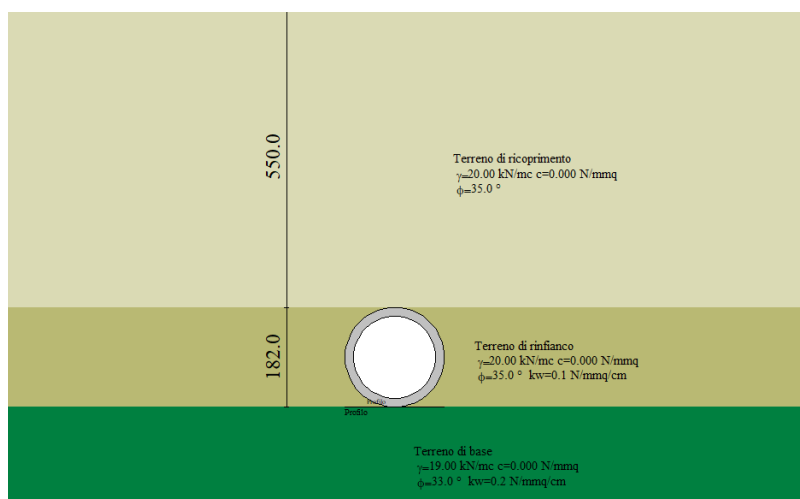 550.0
Terreno di ricoprimento
γ=20.00 kN/mc c=0.000 N/mmq
ϕ=35.0 °
182.0
Terreno di rinfianco
γ=20.00 kN/mc c=0.000 N/mmq
ϕ=35.0 ° kw=0.1 N/mmq/cm
Profilo
Profilo
Terreno di base
γ=19.00 kN/mc c=0.000 N/mmq
ϕ=33.0 ° kw=0.2 N/mmq/cm